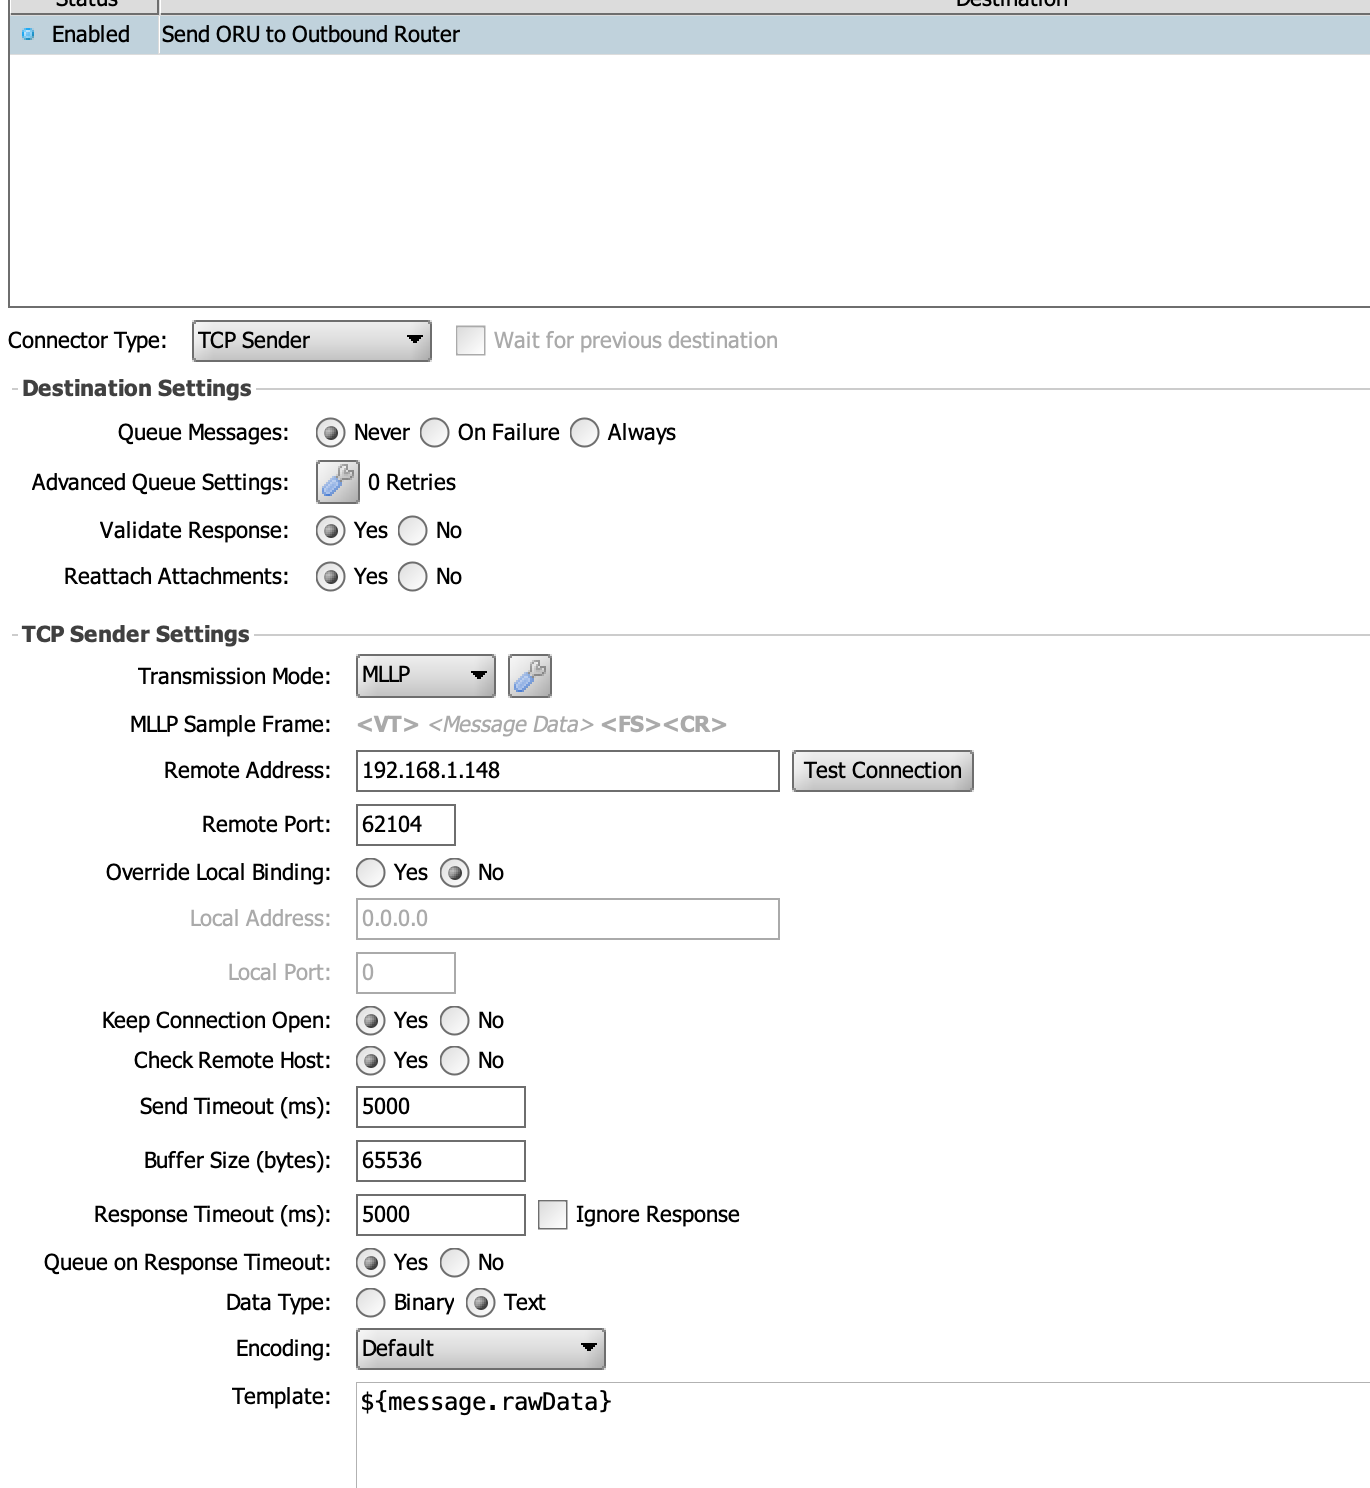 Status Destination
Enabled Send ORU to Outbound Router
Connector Type: TCP Sender Wait for previous destination
Destination Settings
Queue Messages: Never On Failure Always
Advanced Queue Settings: 0 Retries
Validate Response: Yes No
Reattach Attachments: Yes No
TCP Sender Settings
Transmission Mode: MLLP
MLLP Sample Frame: <VT> <Message Data> <FS><CR>
Remote Address: 192.168.1.148 Test Connection
Remote Port: 62104
Override Local Binding: Yes No
Local Address: 0.0.0.0
Local Port: 0
Keep Connection Open: Yes No
Check Remote Host: Yes No
Send Timeout (ms): 5000
Buffer Size (bytes): 65536
Response Timeout (ms): 5000 Ignore Response
Queue on Response Timeout: Yes No
Data Type: Binary Text
Encoding: Default
Template: ${message.rawData}